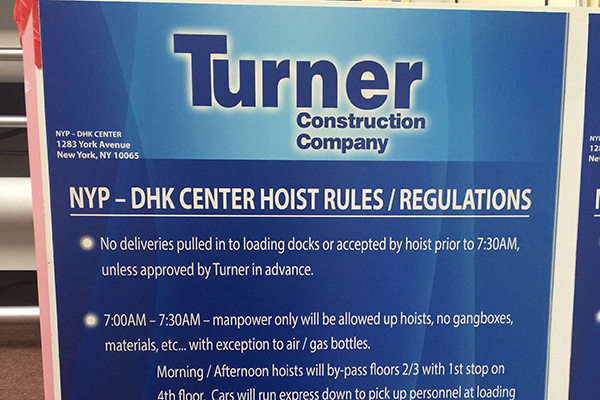 Turner
Construction
Company
NYP – DHK CENTER
1283 York Avenue
New York, NY 10065
NYP – DHK CENTER HOIST RULES / REGULATIONS
No deliveries pulled in to loading docks or accepted by hoist prior to 7:30AM,
unless approved by Turner in advance.
7:00AM – 7:30AM – manpower only will be allowed up hoists, no gangboxes,
materials, etc... with exception to air / gas bottles.
Morning / Afternoon hoists will by-pass floors 2/3 with 1st stop on
4th floor. Cars will run express down to pick up personnel at loading